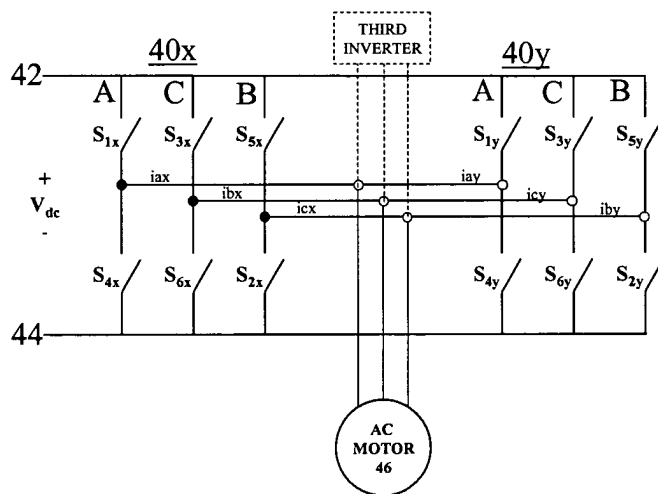 THIRD
INVERTER
40x
40y
42
A C B
A C B
S1x S3x S5x
S1y S3y S5y
+
Vdc
-
iax
iay
ibx
icy
icx
iby
S4x S6x S2x
S4y S6y S2y
44
AC
MOTOR
46